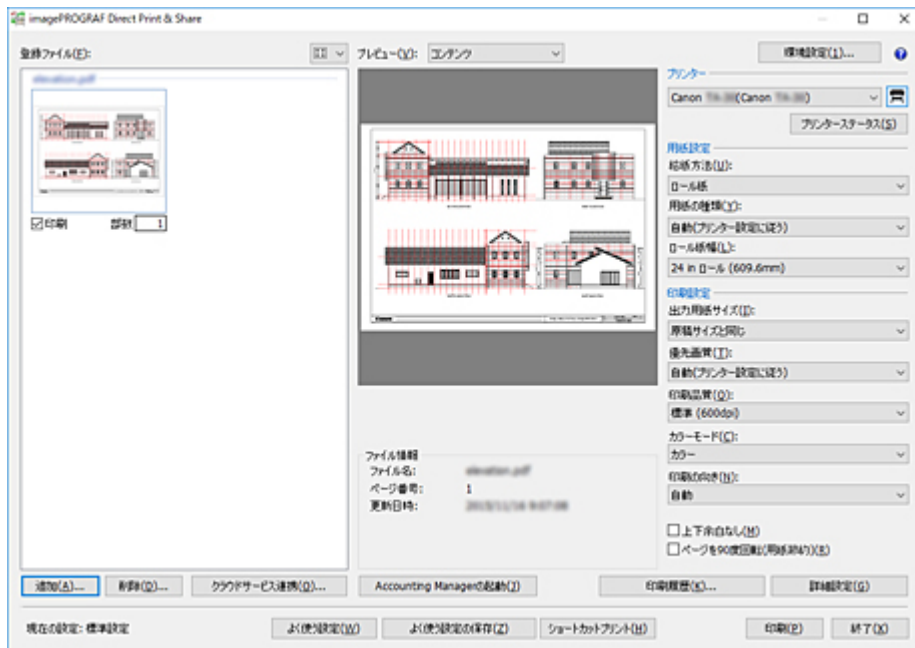 imagePROGRAF Direct Print & Share
登録ファイル(E):
プレビュー(V): コンテンツ
環境設定(1)...
elevation.pdf
印刷
部数 1
ファイル情報
ファイル名: elevation.pdf
ページ番号: 1
更新日時:
プリンター
Canon (Canon )
プリンターステータス(S)
用紙設定
給紙方法(U):
ロール紙
用紙の種類(Y):
自動(プリンター設定に従う)
ロール紙幅(L):
24 in ロール (609.6mm)
印刷設定
出力用紙サイズ(I):
原稿サイズと同じ
優先画質(T):
自動(プリンター設定に従う)
印刷品質(Q):
標準 (600dpi)
カラーモード(C):
カラー
印刷の向き(N):
自動
上下余白なし(M)
ページを90度回転(用紙節約)(R)
追加(A)...
削除(D)...
クラウドサービス連携(O)...
Accounting Managerの起動(J)
印刷履歴(K)...
詳細設定(G)
現在の設定: 標準設定
よく使う設定(W)
よく使う設定の保存(Z)
ショートカットプリント(H)
印刷(P)
終了(X)